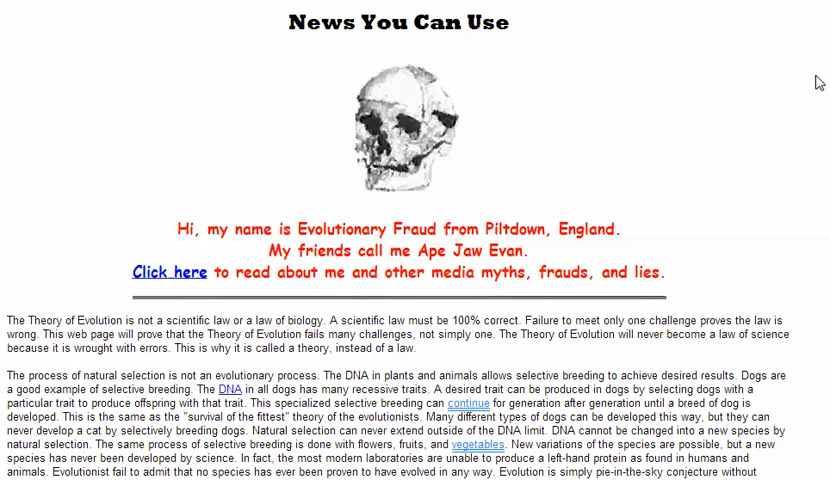 News You Can Use
Hi, my name is Evolutionary Fraud from Piltdown, England.
My friends call me Ape Jaw Evan.
Click here to read about me and other media myths, frauds, and lies.
The Theory of Evolution is not a scientific law or a law of biology. A scientific law must be 100% correct. Failure to meet only one challenge proves the law is
wrong. This web page will prove that the Theory of Evolution fails many challenges, not simply one. The Theory of Evolution will never become a law of science
because it is wrought with errors. This is why it is called a theory, instead of a law.
The process of natural selection is not an evolutionary process. The DNA in plants and animals allows selective breeding to achieve desired results. Dogs are
a good example of selective breeding. The DNA in all dogs has many recessive traits. A desired trait can be produced in dogs by selecting dogs with a
particular trait to produce offspring with that trait. This specialized selective breeding can continue for generation after generation until a breed of dog is
developed. This is the same as the "survival of the fittest" theory of the evolutionists. Many different types of dogs can be developed this way, but they can
never develop a cat by selectively breeding dogs. Natural selection can never extend outside of the DNA limit. DNA cannot be changed into a new species by
natural selection. The same process of selective breeding is done with flowers, fruits, and vegetables. New variations of the species are possible, but a new
species has never been developed by science. In fact, the most modern laboratories are unable to produce a left-hand protein as found in humans and
animals. Evolutionist fail to admit that no species has ever been proven to have evolved in any way. Evolution is simply pie-in-the-sky conjecture without